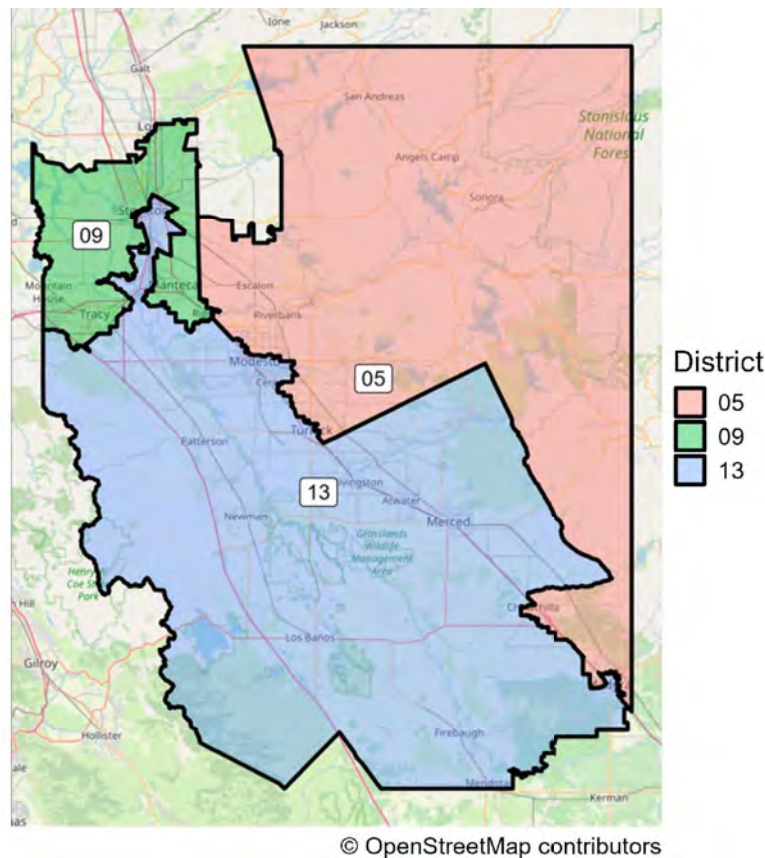 Ione
Jackson
Galt
San Andreas
Stanislaus
National
Fores
Angels Camp
Sonora
09
Mountain
House
Tracy
Escalon
Riverbank
Modesto
05
District
05
09
13
Patterson
13
Livingston
Atwater
Merced
Newman
Grasslands
Wildlife
Management
Area
Henry
Coe St
Park
n Hill
Los Banos
Gilroy
Hollister
Firebaugh
Mendota
Kerman
© OpenStreetMap contributors